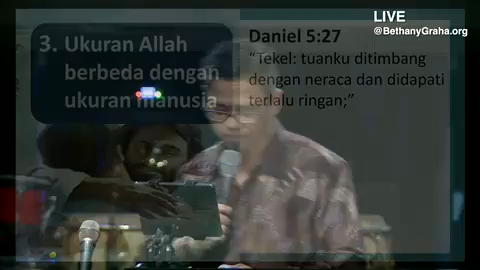 LIVE
@BethanyGraha.org
3. Ukuran Allah
berbeda dengan
ukuran manusia
Daniel 5:27
“Tekel: tuanku ditimbang
dengan neraca dan didapati
terlalu ringan;”